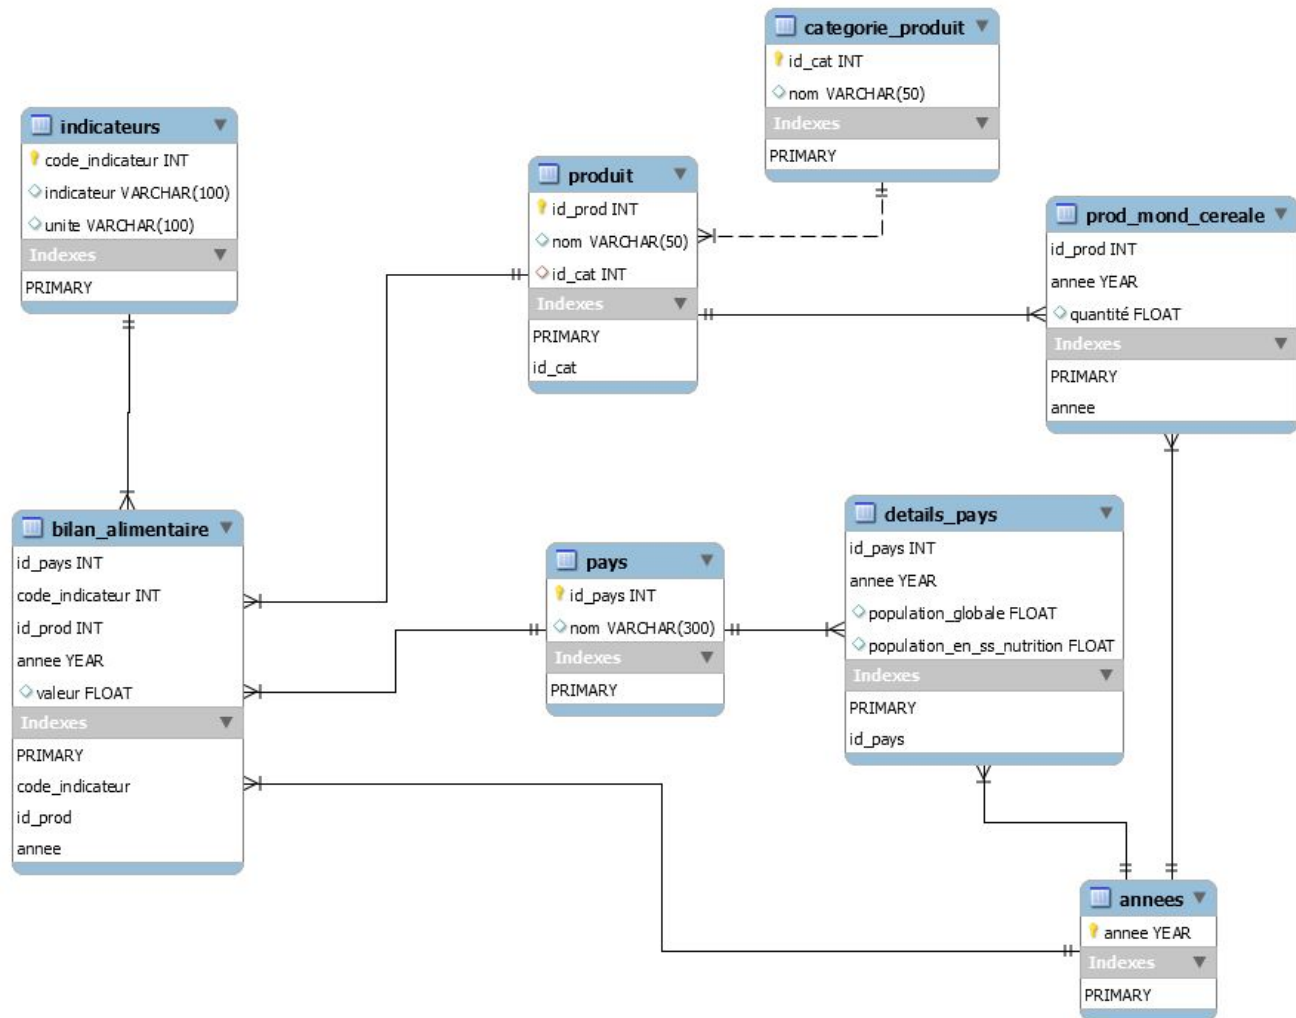 categorie_produit
id_cat INT
nom VARCHAR(50)
Indexes
PRIMARY
indicateurs
code_indicateur INT
indicateur VARCHAR(100)
unite VARCHAR(100)
Indexes
PRIMARY
produit
id_prod INT
nom VARCHAR(50)
id_cat INT
Indexes
PRIMARY
id_cat
prod_mond_cereale
id_prod INT
annee YEAR
quantité FLOAT
Indexes
PRIMARY
annee
bilan_alimentaire
id_pays INT
code_indicateur INT
id_prod INT
annee YEAR
valeur FLOAT
Indexes
PRIMARY
code_indicateur
id_prod
annee
pays
id_pays INT
nom VARCHAR(300)
Indexes
PRIMARY
details_pays
id_pays INT
annee YEAR
population_globale FLOAT
population_en_ss_nutrition FLOAT
Indexes
PRIMARY
id_pays
annees
annee YEAR
Indexes
PRIMARY